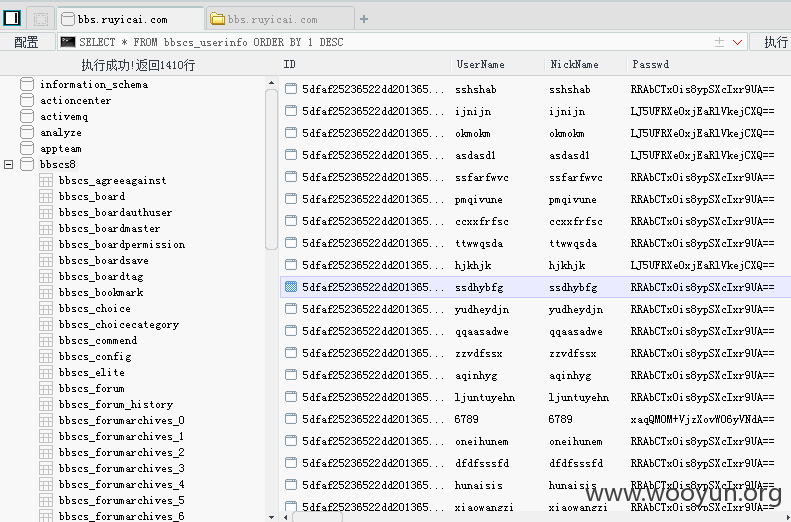 bbs.ruyicai.com
bbs.ruyicai.com
配置 SELECT * FROM bbscs_userinfo ORDER BY 1 DESC 执行
执行成功!返回1410行
information_schema
actioncenter
activemq
analyze
appteam
bbscs8
bbscs_agreeagainst
bbscs_board
bbscs_boardauthuser
bbscs_boardmaster
bbscs_boardpermission
bbscs_boardsave
bbscs_boardtag
bbscs_bookmark
bbscs_choice
bbscs_choicecategory
bbscs_commend
bbscs_config
bbscs_elite
bbscs_forum
bbscs_forum_history
bbscs_forumarchives_0
bbscs_forumarchives_1
bbscs_forumarchives_2
bbscs_forumarchives_3
bbscs_forumarchives_4
bbscs_forumarchives_5
bbscs_forumarchives_6
ID UserName NickName Passwd
5dfaf25236522dd201365... sshshab sshshab RRAbCTxOis8ypSXcIxr9UA==
5dfaf25236522dd201365... ijnijn ijnijn LJ5UFRXeOxjEaRlVkejCXQ==
5dfaf25236522dd201365... okmokm okmokm LJ5UFRXeOxjEaRlVkejCXQ==
5dfaf25236522dd201365... asdasd1 asdasd1 LJ5UFRXeOxjEaRlVkejCXQ==
5dfaf25236522dd201365... ssfarfwvc ssfarfwvc RRAbCTxOis8ypSXcIxr9UA==
5dfaf25236522dd201365... pmqivune pmqivune RRAbCTxOis8ypSXcIxr9UA==
5dfaf25236522dd201365... ccxxfrfsc ccxxfrfsc RRAbCTxOis8ypSXcIxr9UA==
5dfaf25236522dd201365... ttwwqsda ttwwqsda RRAbCTxOis8ypSXcIxr9UA==
5dfaf25236522dd201365... hjkhjk hjkhjk LJ5UFRXeOxjEaRlVkejCXQ==
5dfaf25236522dd201365... ssdhybfg ssdhybfg RRAbCTxOis8ypSXcIxr9UA==
5dfaf25236522dd201365... yudheydjn yudheydjn RRAbCTxOis8ypSXcIxr9UA==
5dfaf25236522dd201365... qqaasadwe qqaasadwe RRAbCTxOis8ypSXcIxr9UA==
5dfaf25236522dd201365... zzvdfssx zzvdfssx RRAbCTxOis8ypSXcIxr9UA==
5dfaf25236522dd201365... aqinhyg aqinhyg RRAbCTxOis8ypSXcIxr9UA==
5dfaf25236522dd201365... ljuntuyehn ljuntuyehn RRAbCTxOis8ypSXcIxr9UA==
5dfaf25236522dd201365... 6789 6789 xaqQMOM+VjzXovWO6yVNdA==
5dfaf25236522dd201365... oneihunem oneihunem RRAbCTxOis8ypSXcIxr9UA==
5dfaf25236522dd201365... dfdfsssfd dfdfsssfd RRAbCTxOis8ypSXcIxr9UA==
5dfaf25236522dd201365... hunaisis hunaisis RRAbCTxOis8ypSXcIxr9UA==
5dfaf25236522dd201365... xiaowangzi xiaowangzi
www.wooyun.org